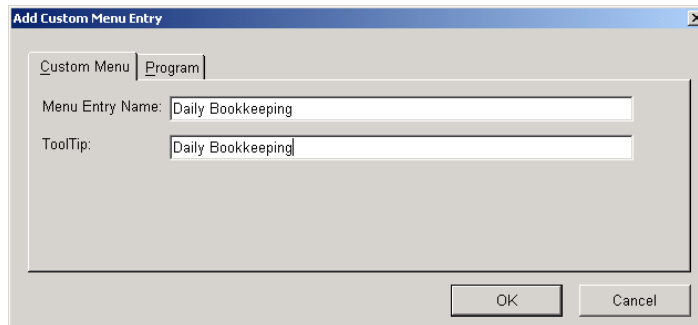 Add Custom Menu Entry
Custom Menu Program
Menu Entry Name: Daily Bookkeeping
ToolTip: Daily Bookkeeping
OK Cancel